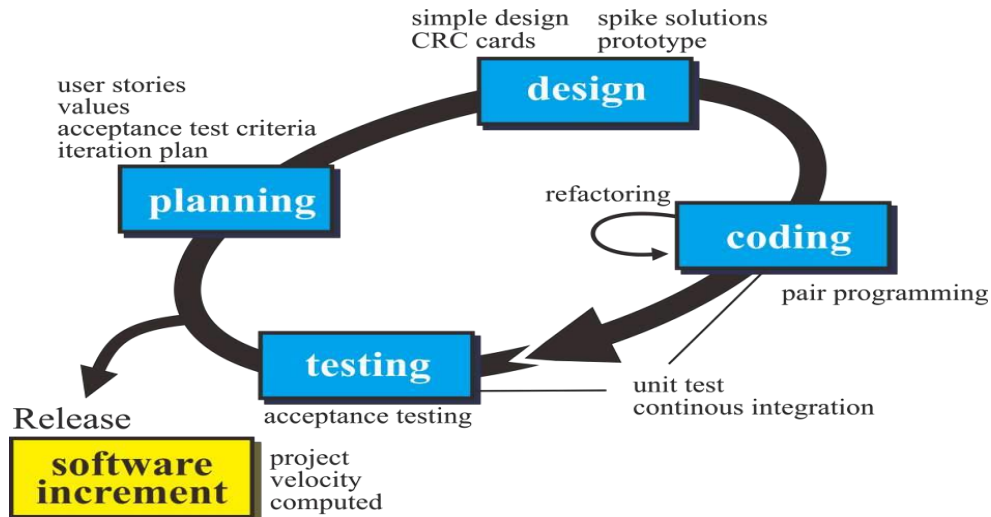 simple design
CRC cards
spike solutions
prototype
design
user stories
values
acceptance test criteria
iteration plan
planning
refactoring
coding
pair programming
testing
acceptance testing
unit test
continous integration
Release
software
increment
project
velocity
computed